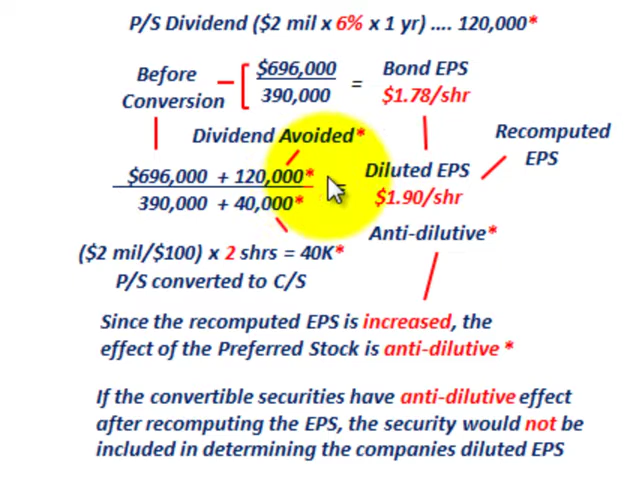 P/S Dividend ($2 mil x 6% x 1 yr) .... 120,000*
Before
Conversion
$696,000
390,000
=
Bond EPS
$1.78/shr
Dividend Avoided*
Recomputed
EPS
$696,000 + 120,000*
390,000 + 40,000*
=
Diluted EPS
$1.90/shr
Anti-dilutive*
($2 mil/$100) x 2 shrs = 40K*
P/S converted to C/S
Since the recomputed EPS is increased, the
effect of the Preferred Stock is anti-dilutive *
If the convertible securities have anti-dilutive effect
after recomputing the EPS, the security would not be
included in determining the companies diluted EPS